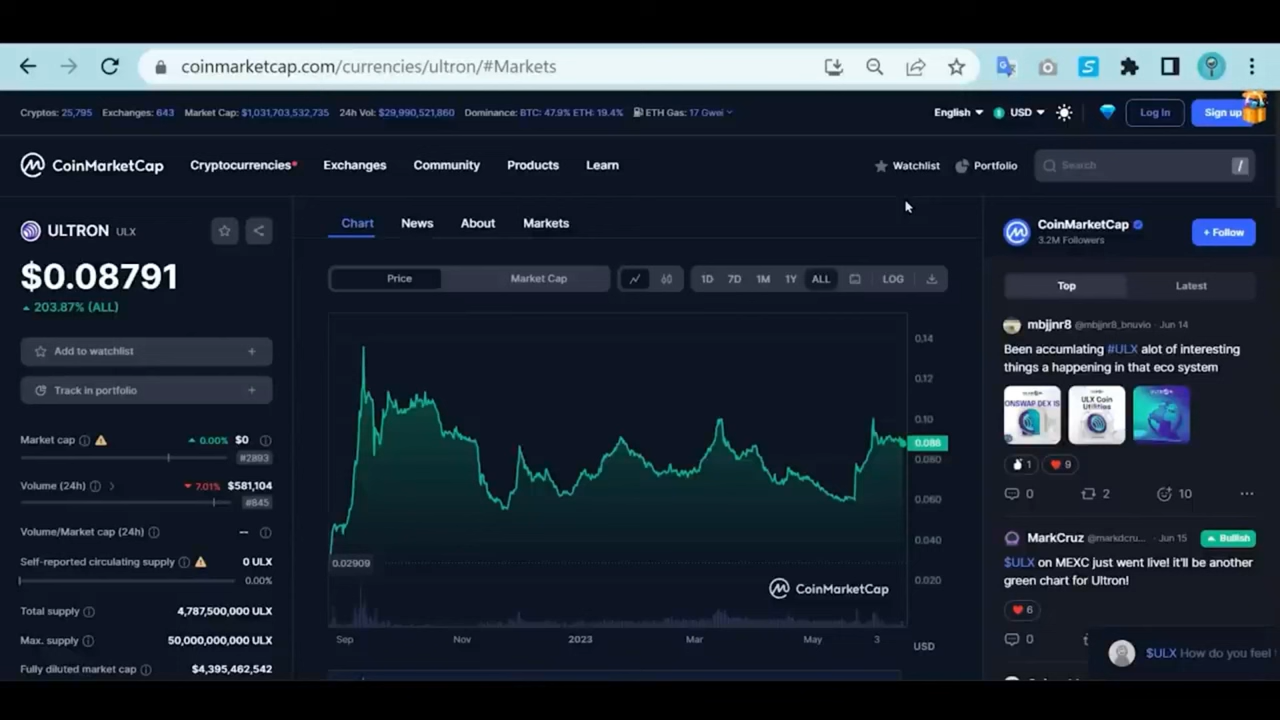 coinmarketcap.com/currencies/ultron/#Markets
Cryptos: 25,795 Exchanges: 643 Market Cap: $1,031,703,532,735 24h Vol: $29,990,521,860 Dominance: BTC: 47.9% ETH: 19.4% ETH Gas: 17 Gwei English USD Log In Sign up
CoinMarketCap Cryptocurrencies Exchanges Community Products Learn Watchlist Portfolio Search /
ULTRON ULX
$0.08791
203.87% (ALL)
Add to watchlist +
Track in portfolio +
Market cap 0.00% $0
#2893
Volume (24h) 7.01% $581,104
#845
Volume/Market cap (24h) --
Self-reported circulating supply 0 ULX
0.00%
Total supply 4,787,500,000 ULX
Max. supply 50,000,000,000 ULX
Fully diluted market cap $4,395,462,542
Chart News About Markets
Price Market Cap 1D 7D 1M 1Y ALL LOG
0.14
0.12
0.10
0.086
0.080
0.060
0.040
0.020
0.02909
CoinMarketCap
Sep Nov 2023 Mar May 3
USD
CoinMarketCap
3.2M Followers
+ Follow
Top Latest
mbjjnr8 @mbjjnr8_bnuvio · Jun 14
Been accumlating #ULX alot of interesting
things a happening in that eco system
ONSWAP DEX IS
ULX Coin
Utilities
1 9
0 2 10
MarkCruz @markdcru... · Jun 15 Bullish
$ULX on MEXC just went live! it'll be another
green chart for Ultron!
6
0
$ULX How do you feel